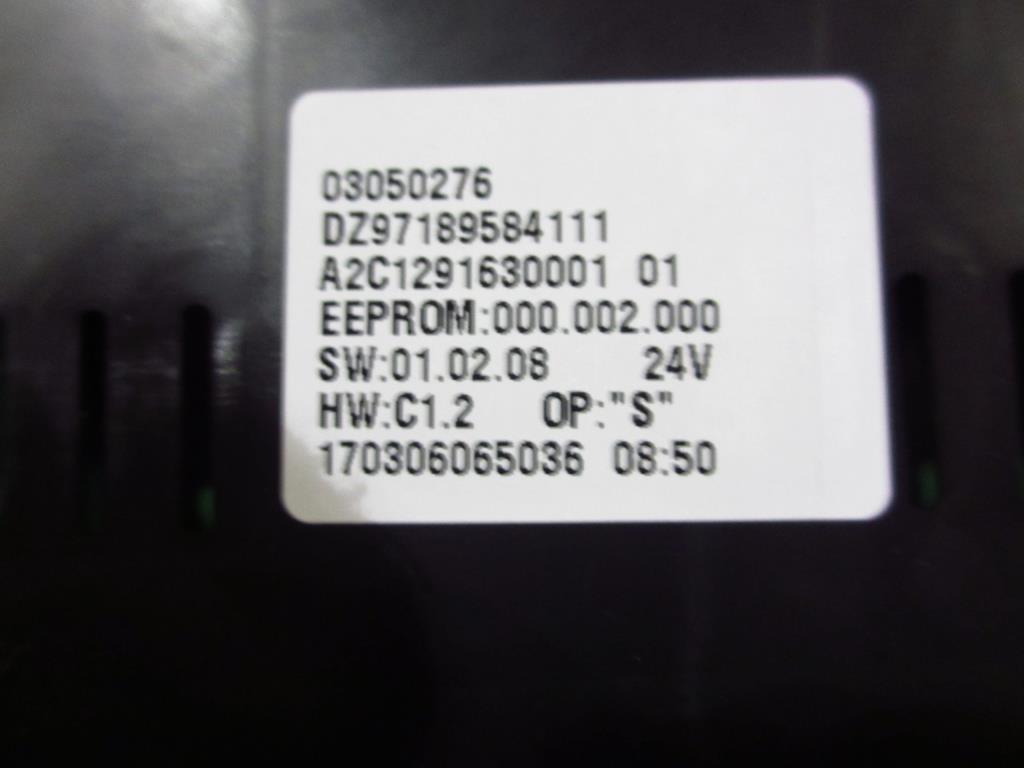 03050276
DZ97189584111
A2C1291630001 01
EEPROM:000.002.000
SW:01.02.08 24V
HW:C1.2 OP:"S"
170306065036 08:50